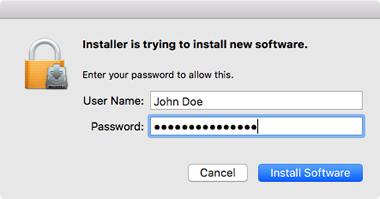 Installer is trying to install new software.
Enter your password to allow this.
User Name: John Doe
Password: •••••••••••••••
Cancel Install Software